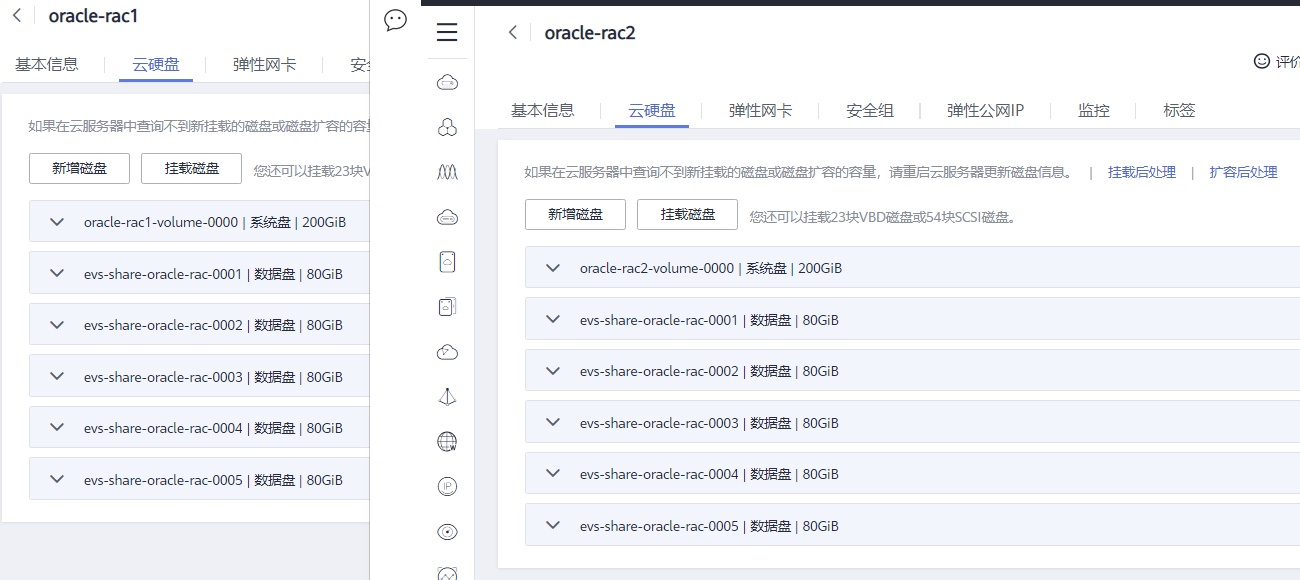 oracle-rac1
基本信息
云硬盘
弹性网卡
如果在云服务器中查询不到新挂载的磁盘或磁盘扩容的容
新增磁盘
挂载磁盘
您还可以挂载23块V
oracle-rac1-volume-0000 | 系统盘 | 200GiB
evs-share-oracle-rac-0001 | 数据盘 | 80GiB
evs-share-oracle-rac-0002 | 数据盘 | 80GiB
evs-share-oracle-rac-0003 | 数据盘 | 80GiB
evs-share-oracle-rac-0004 | 数据盘 | 80GiB
evs-share-oracle-rac-0005 | 数据盘 | 80GiB
oracle-rac2
评价
基本信息
云硬盘
弹性网卡
安全组
弹性公网IP
监控
标签
如果在云服务器中查询不到新挂载的磁盘或磁盘扩容的容量，请重启云服务器更新磁盘信息。 | 挂载后处理 | 扩容后处理
新增磁盘
挂载磁盘
您还可以挂载23块VBD磁盘或54块SCSI磁盘。
oracle-rac2-volume-0000 | 系统盘 | 200GiB
evs-share-oracle-rac-0001 | 数据盘 | 80GiB
evs-share-oracle-rac-0002 | 数据盘 | 80GiB
evs-share-oracle-rac-0003 | 数据盘 | 80GiB
evs-share-oracle-rac-0004 | 数据盘 | 80GiB
evs-share-oracle-rac-0005 | 数据盘 | 80GiB